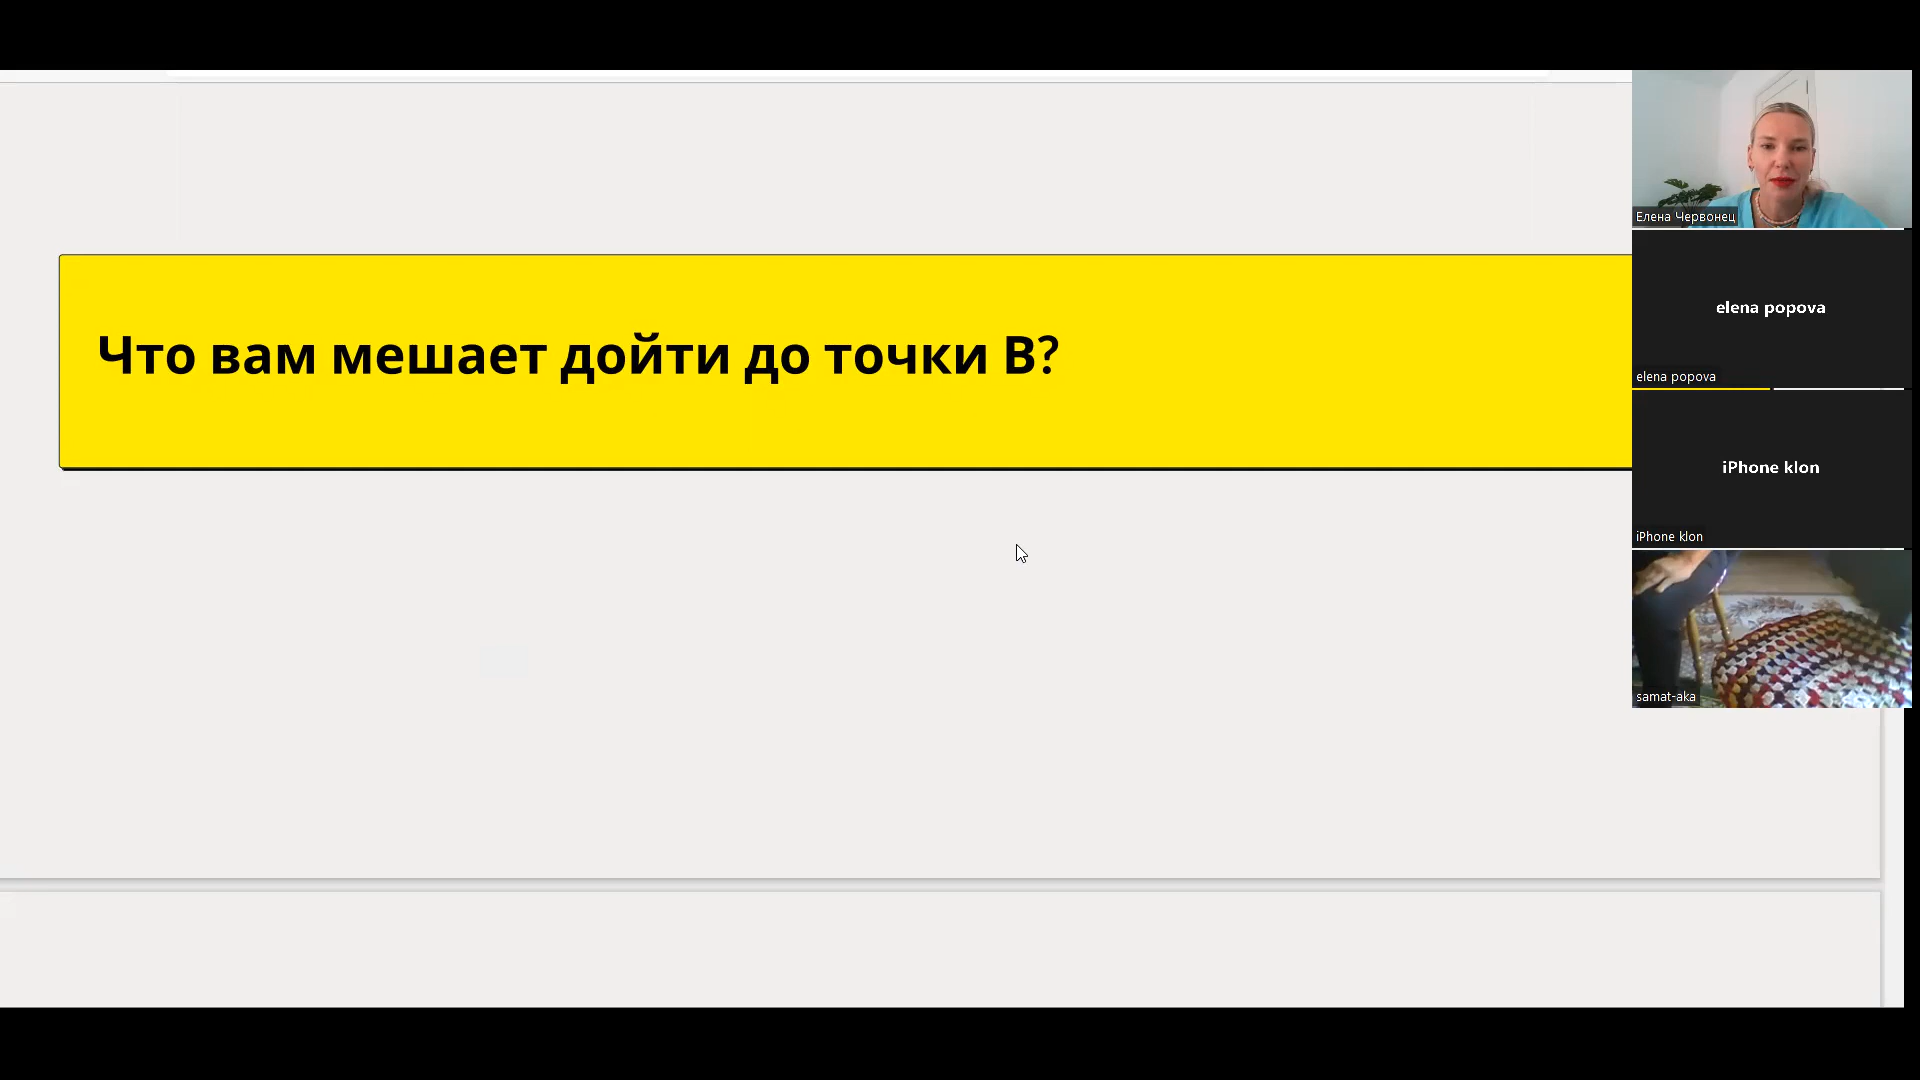 Что вам мешает дойти до точки В?
Елена Червонец
elena popova
elena popova
iPhone klon
iPhone klon
samat-aka